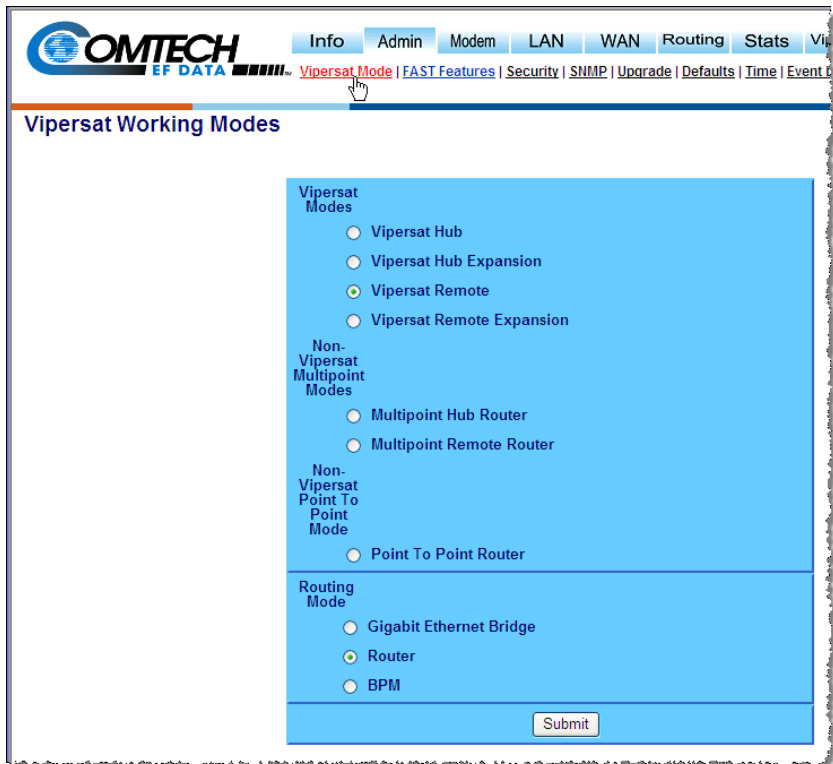 COMTECH
EF DATA
Info Admin Modem LAN WAN Routing Stats
Vipersat Mode | FAST Features | Security | SNMP | Upgrade | Defaults | Time |
Vipersat Working Modes
Vipersat
Modes
Vipersat Hub
Vipersat Hub Expansion
Vipersat Remote
Vipersat Remote Expansion
Non-
Vipersat
Multipoint
Modes
Multipoint Hub Router
Multipoint Remote Router
Non-
Vipersat
Point To
Point
Mode
Point To Point Router
Routing
Mode
Gigabit Ethernet Bridge
Router
BPM
Submit